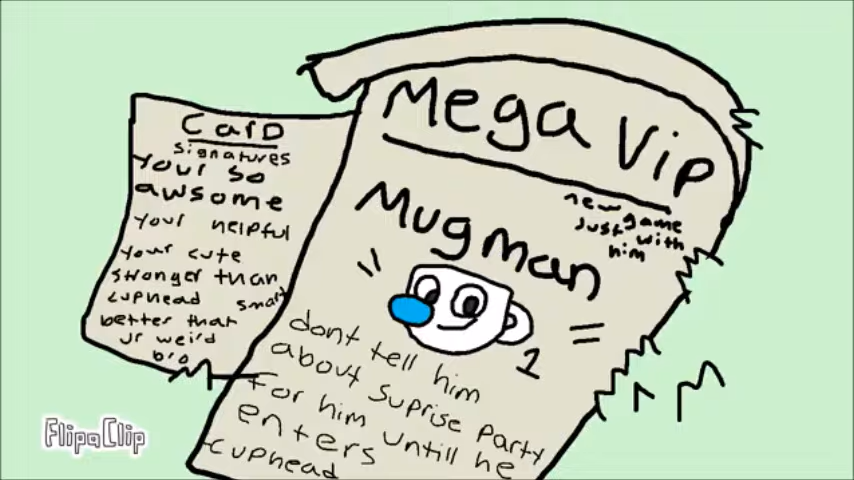 Card
signatures
your so
awsome
your helpful
your cute
stronger than
cuphead smart
better that
ur weird
bro
Mega Vip
new game
just with
him
Mugman
1
dont tell him
about suprise party
for him untill he
enters
cuphead
FlipaClip